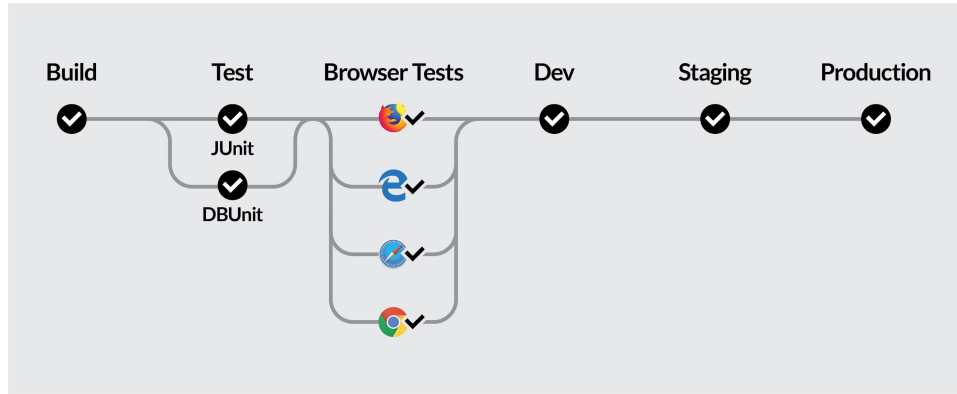 Build
Test
Browser Tests
Dev
Staging
Production
JUnit
DBUnit